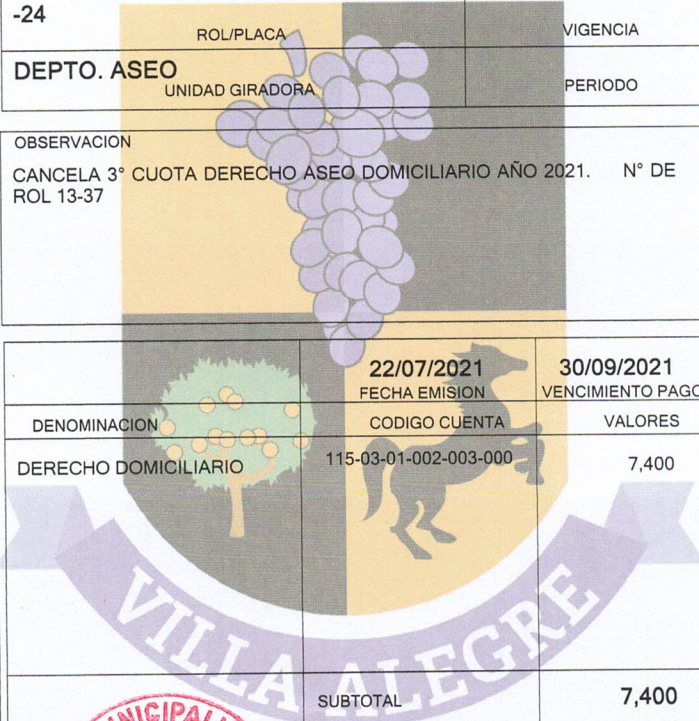 -24
ROL/PLACA VIGENCIA
DEPTO. ASEO
UNIDAD GIRADORA PERIODO
OBSERVACION
CANCELA 3° CUOTA DERECHO ASEO DOMICILIARIO AÑO 2021. N° DE
ROL 13-37
22/07/2021 30/09/2021
FECHA EMISION VENCIMIENTO PAGO
DENOMINACION CODIGO CUENTA VALORES
DERECHO DOMICILIARIO 115-03-01-002-003-000 7,400
VILLA ALEGRE
SUBTOTAL 7,400